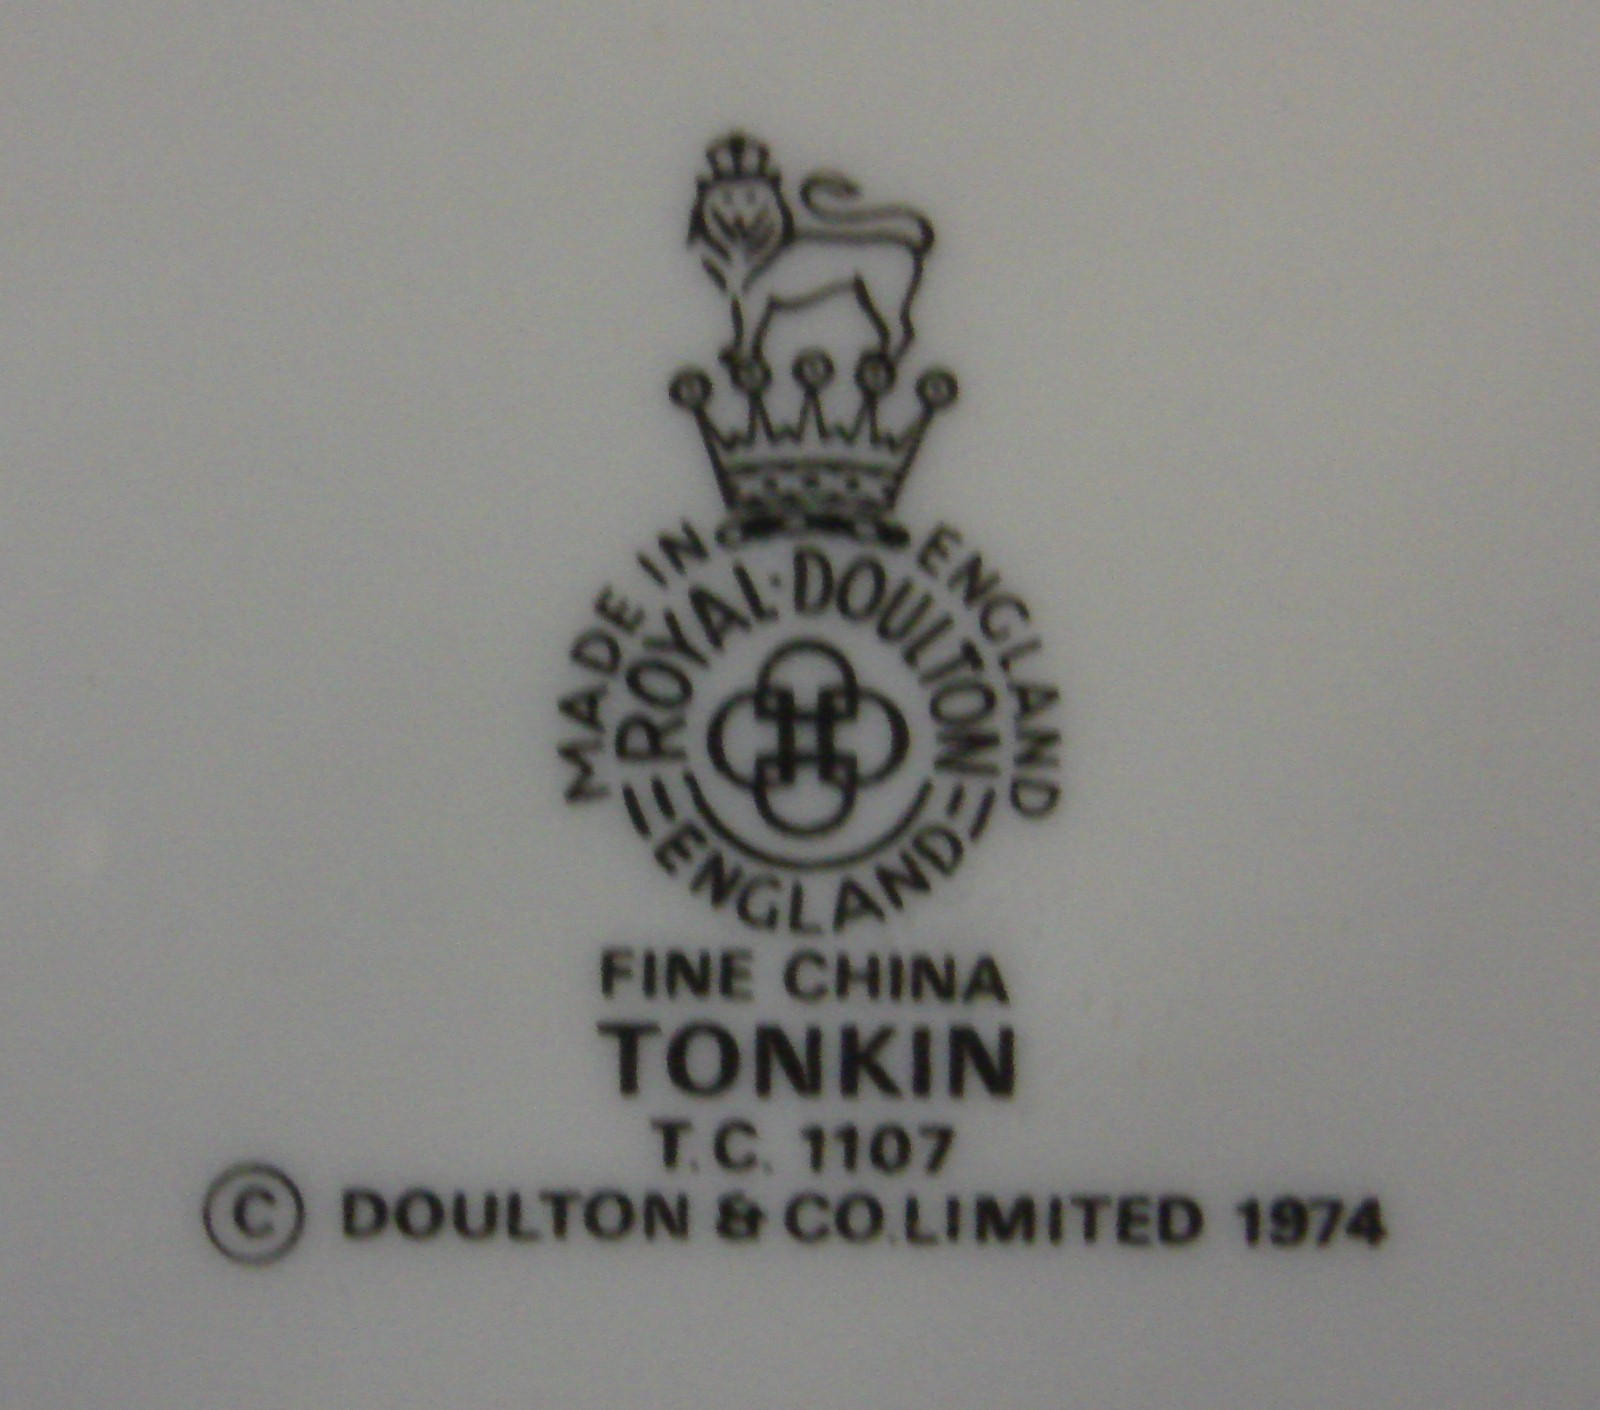 MADE IN ENGLAND
ROYAL·DOULTON
ENGLAND
FINE CHINA
TONKIN
T.C. 1107
© DOULTON & CO.LIMITED 1974